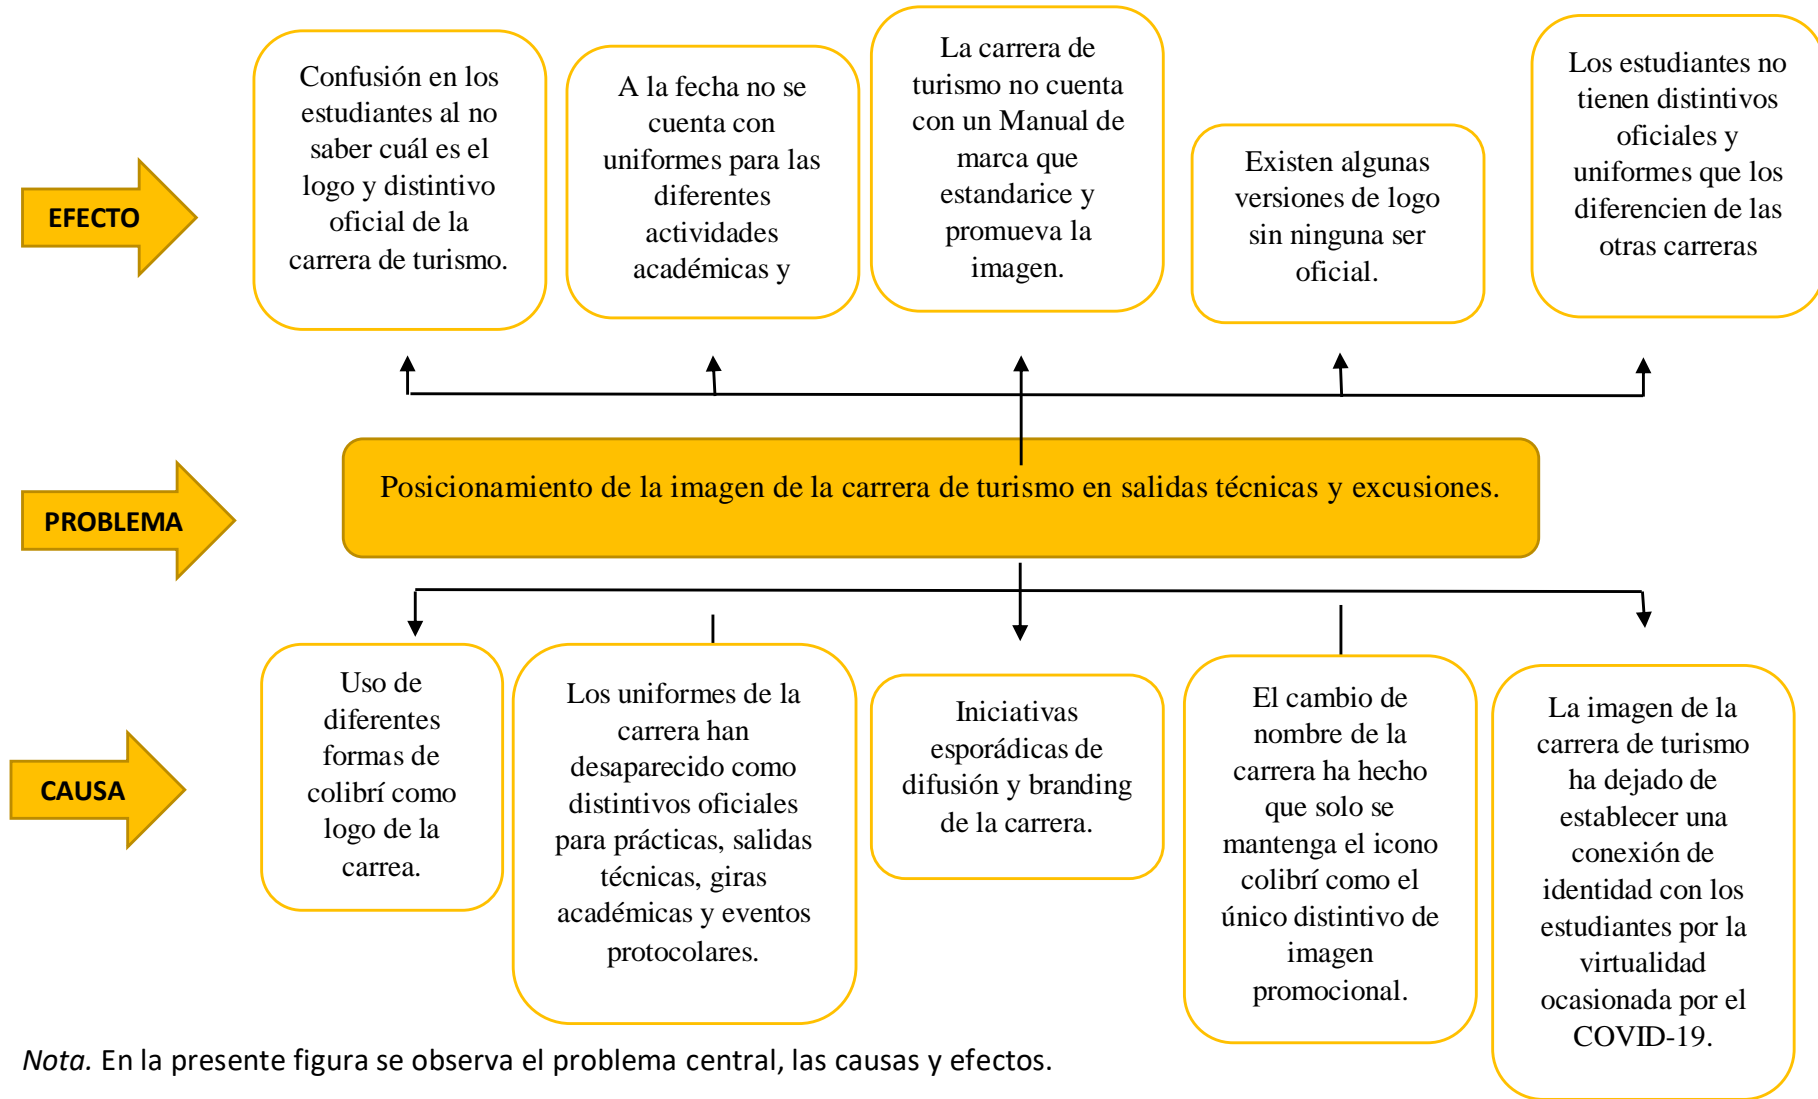 EFECTO
Confusión en los
estudiantes al no
saber cuál es el
logo y distintivo
oficial de la
carrera de turismo.
A la fecha no se
cuenta con
uniformes para las
diferentes
actividades
académicas y
La carrera de
turismo no cuenta
con un Manual de
marca que
estandarice y
promueva la
imagen.
Existen algunas
versiones de logo
sin ninguna ser
oficial.
Los estudiantes no
tienen distintivos
oficiales y
uniformes que los
diferencien de las
otras carreras
PROBLEMA
Posicionamiento de la imagen de la carrera de turismo en salidas técnicas y excusiones.
CAUSA
Uso de
diferentes
formas de
colibrí como
logo de la
carrea.
Los uniformes de la
carrera han
desaparecido como
distintivos oficiales
para prácticas, salidas
técnicas, giras
académicas y eventos
protocolares.
Iniciativas
esporádicas de
difusión y branding
de la carrera.
El cambio de
nombre de la
carrera ha hecho
que solo se
mantenga el icono
colibrí como el
único distintivo de
imagen
promocional.
La imagen de la
carrera de turismo
ha dejado de
establecer una
conexión de
identidad con los
estudiantes por la
virtualidad
ocasionada por el
COVID-19.
Nota. En la presente figura se observa el problema central, las causas y efectos.